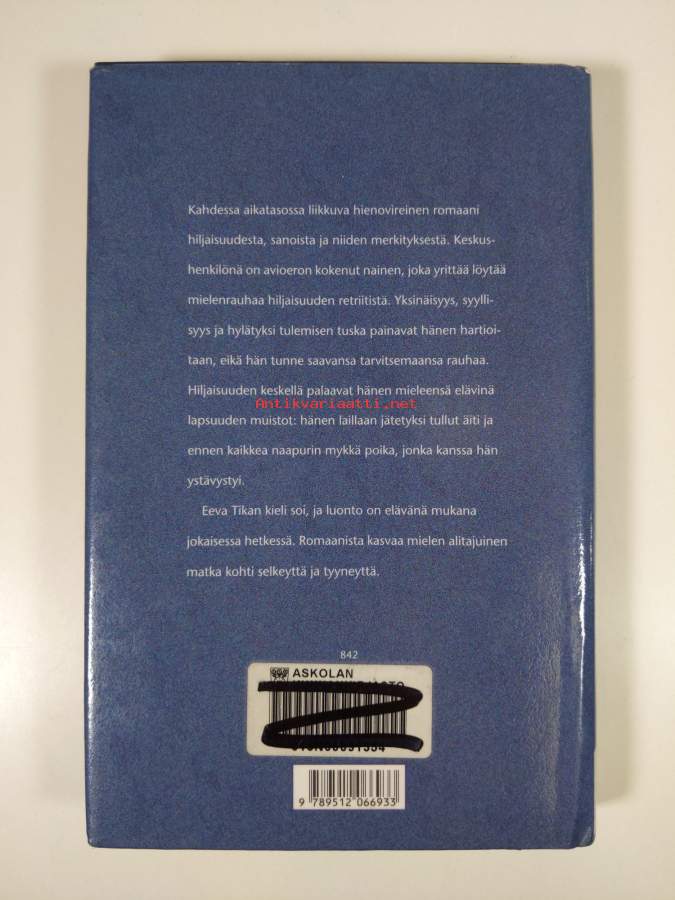 Kahdessa aikatasossa liikkuva hienovireinen romaani
hiljaisuudesta, sanoista ja niiden merkityksestä. Keskus-
henkilönä on avioeron kokenut nainen, joka yrittää löytää
mielenrauhaa hiljaisuuden retriitistä. Yksinäisyys, syylli-
syys ja hylätyksi tulemisen tuska painavat hänen hartioi-
taan, eikä hän tunne saavansa tarvitsemaansa rauhaa.
Hiljaisuuden keskellä palaavat hänen mieleensä elävinä
Antikvariaatti.net
lapsuuden muistot: hänen laillaan jätetyksi tullut äiti ja
ennen kaikkea naapurin mykkä poika, jonka kanssa hän
ystävystyi.
Eeva Tikan kieli soi, ja luonto on elävänä mukana
jokaisessa hetkessä. Romaanista kasvaa mielen alitajuinen
matka kohti selkeyttä ja tyyneyttä.
842
ASKOLAN
9 789512 066933